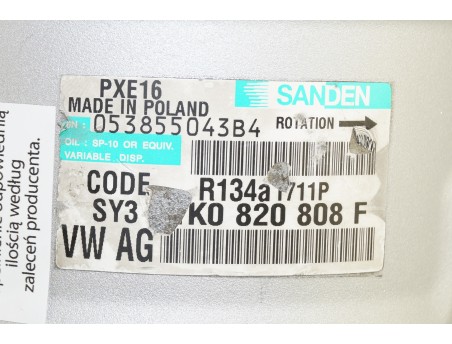 PXE16
SANDEN
MADE IN POLAND
053855043B4
ROTATION
OIL: SP-10 OR EQUIV.
VARIABLE DISP.
CODE
R134a 1711P
SY3
K0 820 808 F
VW AG
ilością według
zaleceń producenta.